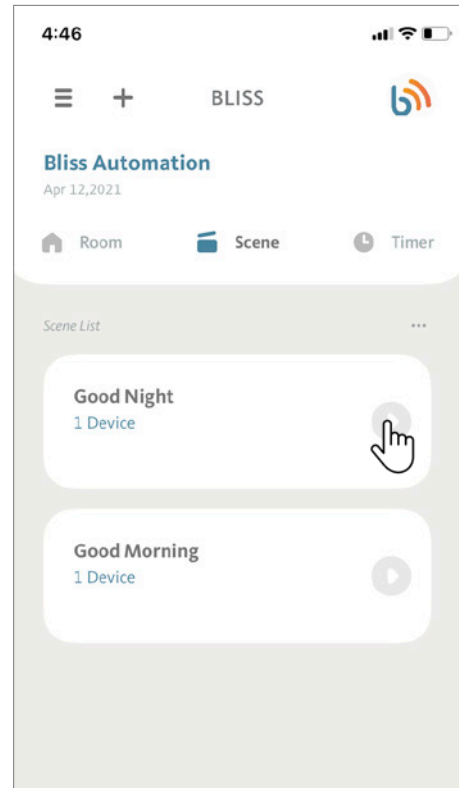 4:46
BLISS
Bliss Automation
Apr 12,2021
Room Scene Timer
Scene List
Good Night
1 Device
Good Morning
1 Device